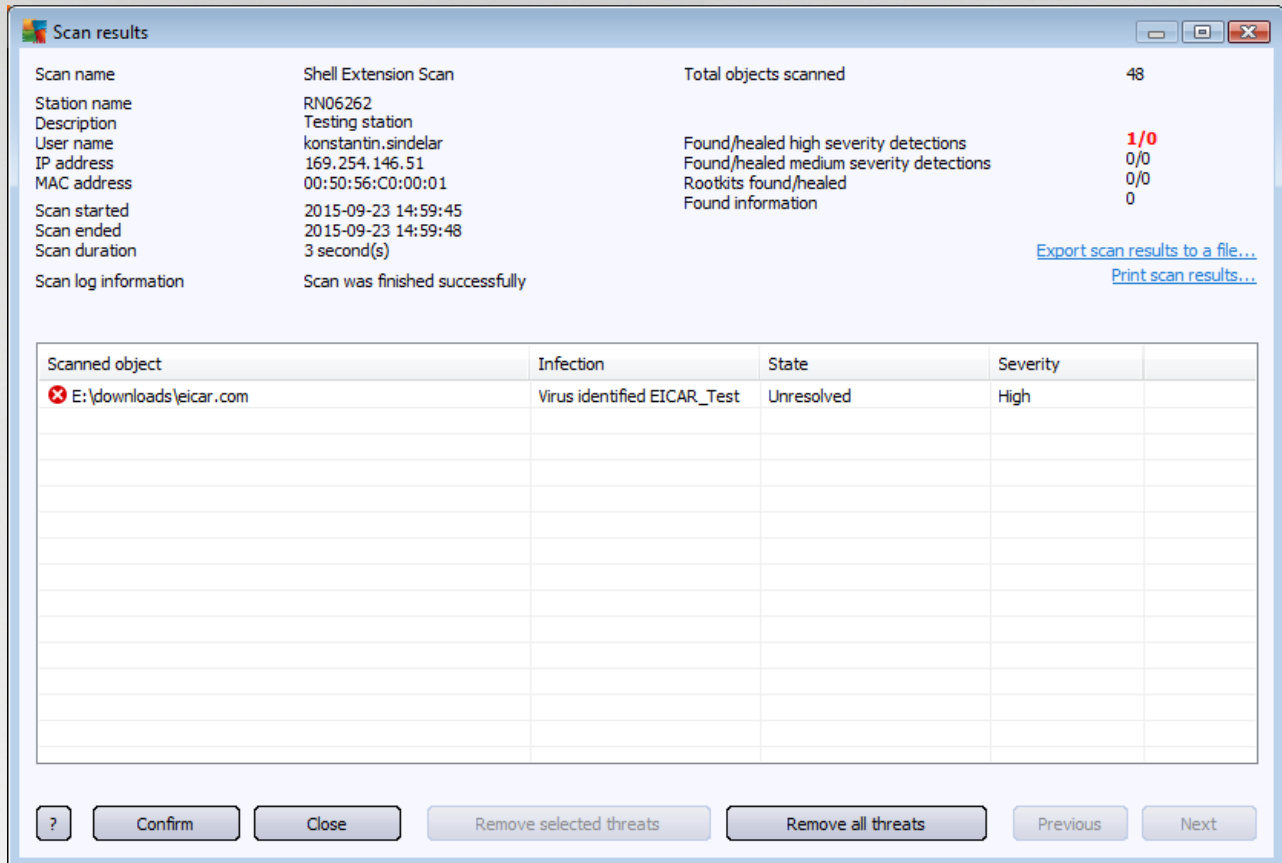 Scan results
Scan name Shell Extension Scan Total objects scanned 48
Station name RN06262
Description Testing station
User name konstantin.sindelar Found/healed high severity detections 1/0
IP address 169.254.146.51 Found/healed medium severity detections 0/0
MAC address 00:50:56:C0:00:01 Rootkits found/healed 0/0
Scan started 2015-09-23 14:59:45 Found information 0
Scan ended 2015-09-23 14:59:48
Scan duration 3 second(s) Export scan results to a file...
Scan log information Scan was finished successfully Print scan results...
Scanned object Infection State Severity
E:\downloads\eicar.com Virus identified EICAR_Test Unresolved High
? Confirm Close Remove selected threats Remove all threats Previous Next